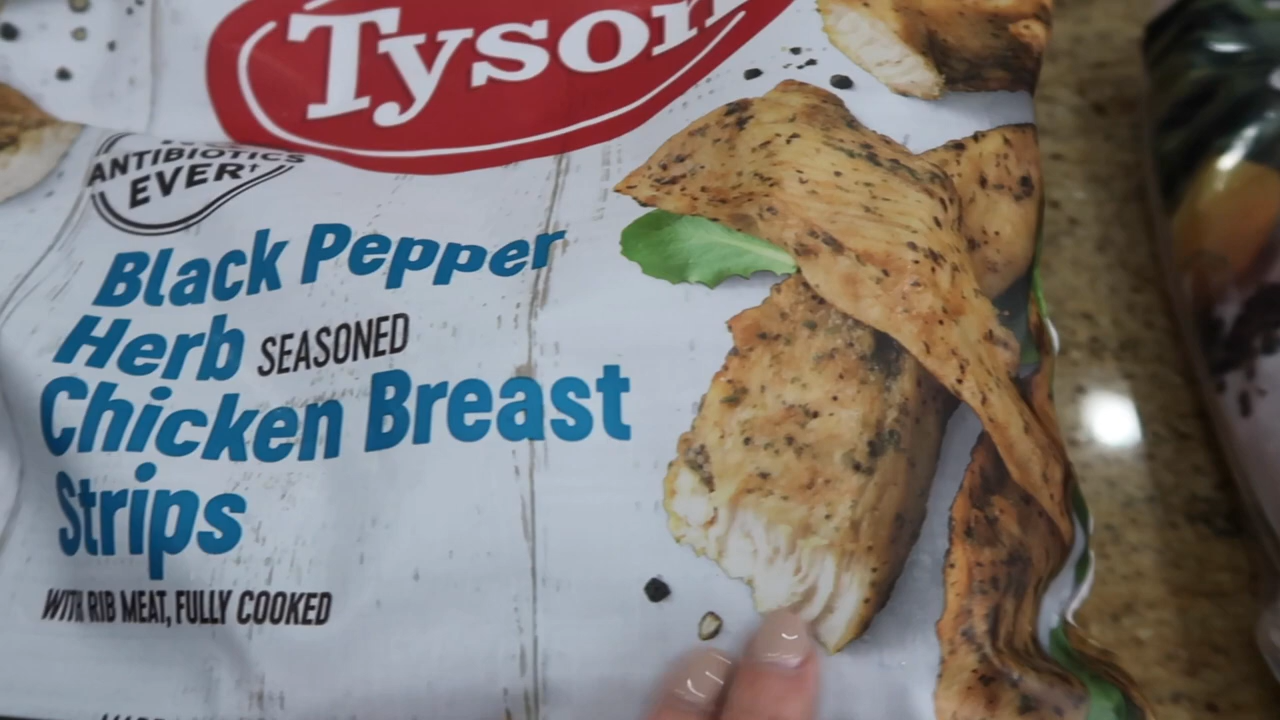 Tyson
ANTIBIOTICS
EVER†
Black Pepper
Herb SEASONED
Chicken Breast
Strips
WITH RIB MEAT, FULLY COOKED